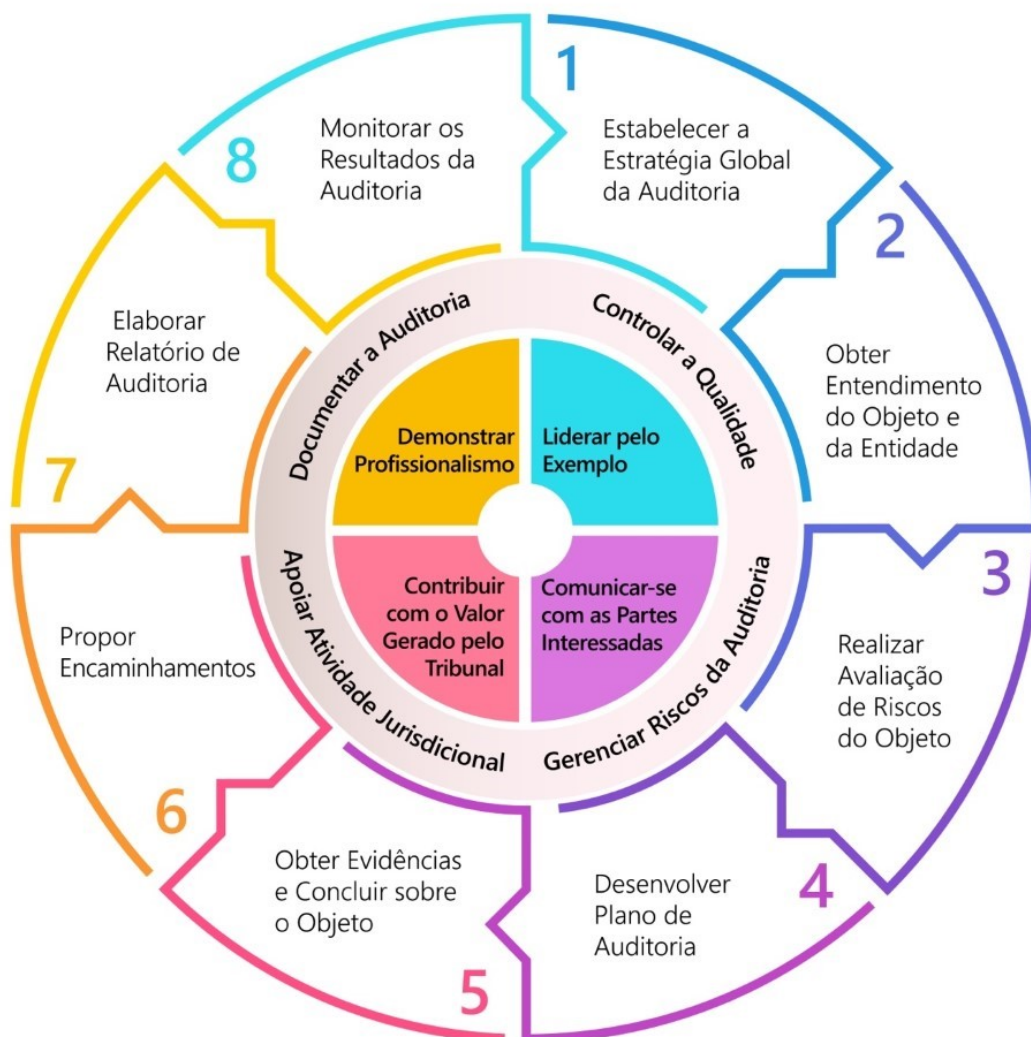 1
Estabelecer a
Estratégia Global
da Auditoria
2
Obter
Entendimento
do Objeto e
da Entidade
3
Realizar
Avaliação
de Riscos
do Objeto
4
Desenvolver
Plano de
Auditoria
5
Obter Evidências
e Concluir sobre
o Objeto
6
Propor
Encaminhamentos
7
Elaborar
Relatório de
Auditoria
8
Monitorar os
Resultados da
Auditoria
Documentar a Auditoria
Controlar a Qualidade
Gerenciar Riscos da Auditoria
Apoiar Atividade Jurisdicional
Demonstrar
Profissionalismo
Liderar pelo
Exemplo
Contribuir
com o Valor
Gerado pelo
Tribunal
Comunicar-se
com as Partes
Interessadas